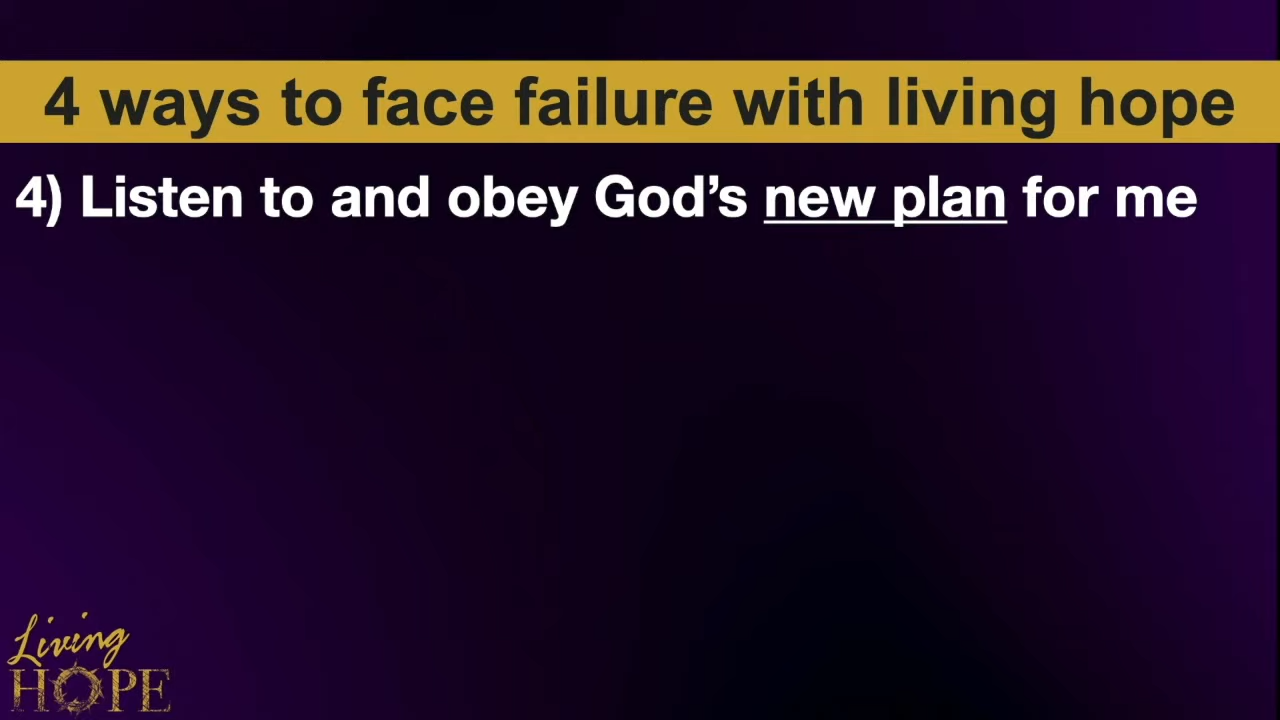 4 ways to face failure with living hope
4) Listen to and obey God’s new plan for me
Living
HOPE